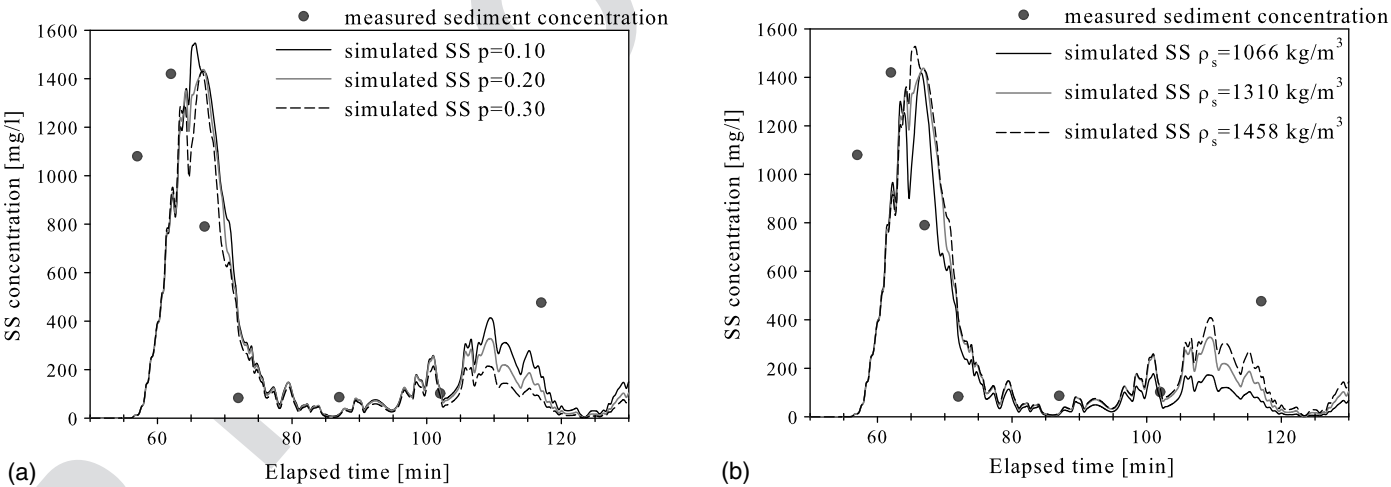 measured sediment concentration
simulated SS p=0.10
simulated SS p=0.20
simulated SS p=0.30
1600
1400
1200
1000
800
600
400
200
0
SS concentration [mg/l]
60 80 100 120
Elapsed time [min]
(a)
measured sediment concentration
simulated SS ρs=1066 kg/m3
simulated SS ρs=1310 kg/m3
simulated SS ρs=1458 kg/m3
1600
1400
1200
1000
800
600
400
200
0
SS concentration [mg/l]
60 80 100 120
Elapsed time [min]
(b)